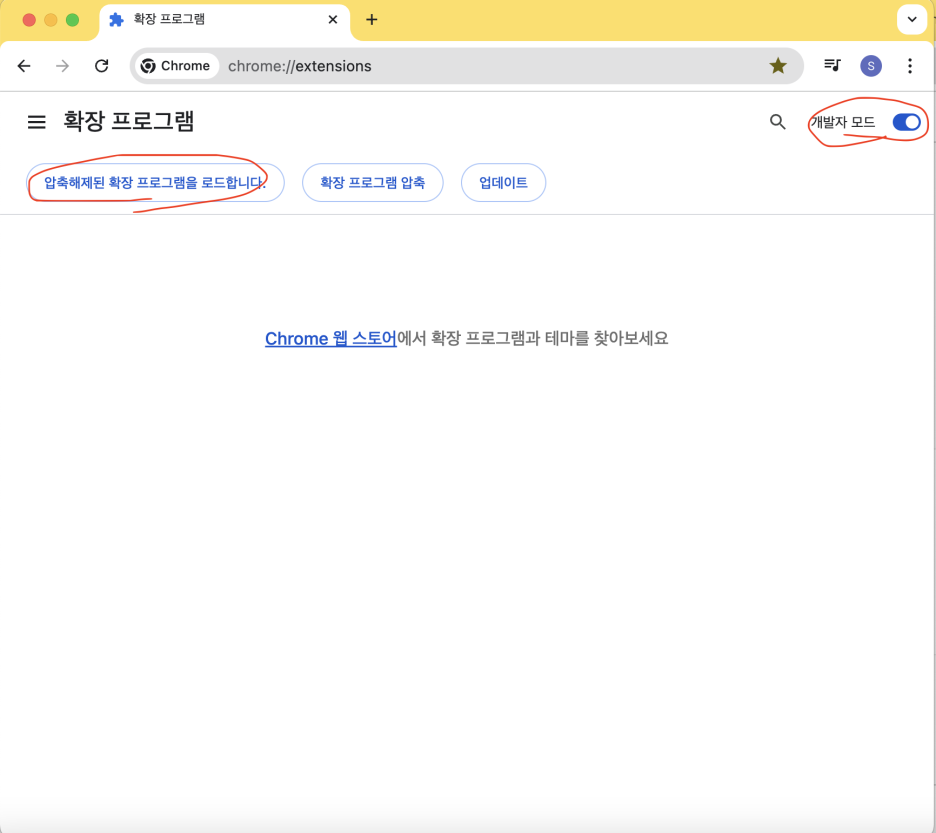 확장 프로그램
Chrome chrome://extensions
S
확장 프로그램
개발자 모드
압축해제된 확장 프로그램을 로드합니다.
확장 프로그램 압축
업데이트
Chrome 웹 스토어에서 확장 프로그램과 테마를 찾아보세요